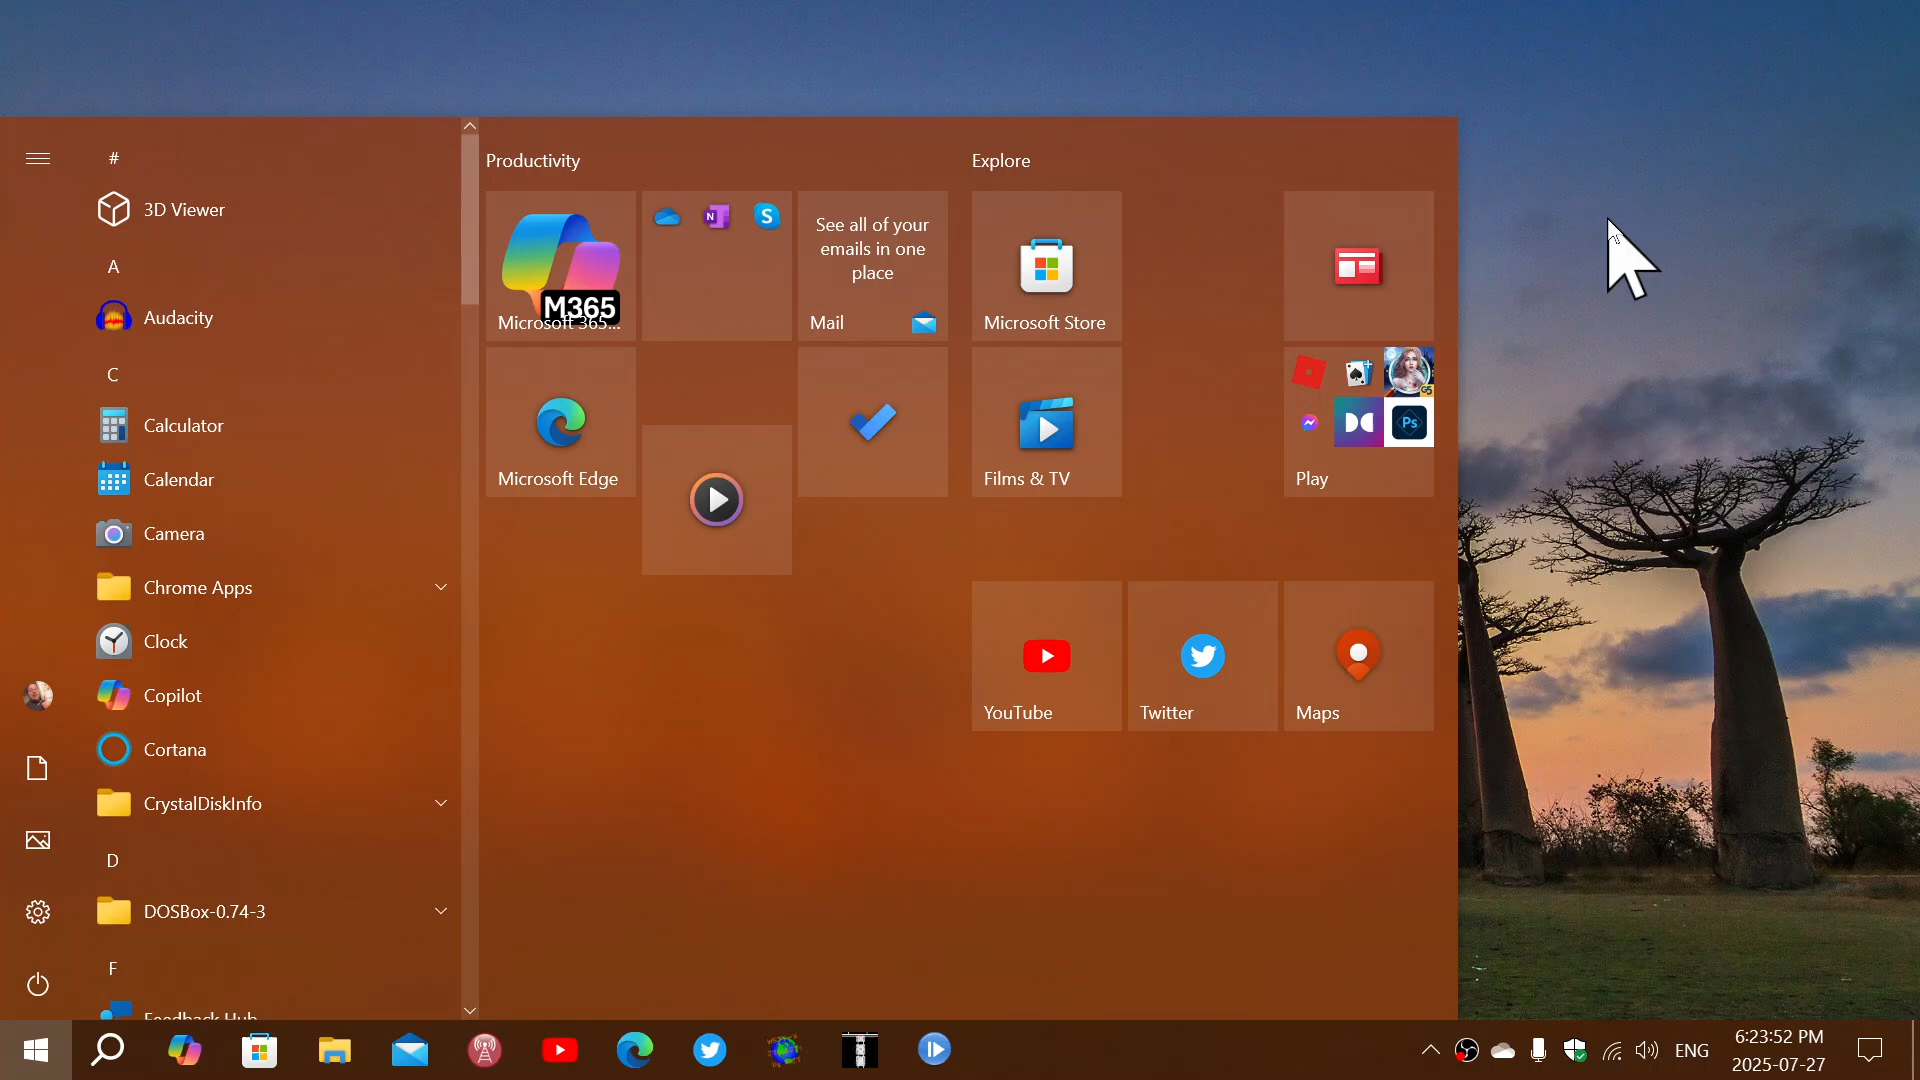 #
3D Viewer
A
Audacity
C
Calculator
Calendar
Camera
Chrome Apps
Clock
Copilot
Cortana
CrystalDiskInfo
D
DOSBox-0.74-3
F
Feedback Hub
Productivity
M365
Microsoft 365...
N
S
See all of your
emails in one
place
Mail
Microsoft Edge
Explore
Microsoft Store
Films & TV
G5
Ps
Play
YouTube
Twitter
Maps
ENG
6:23:52 PM
2025-07-27